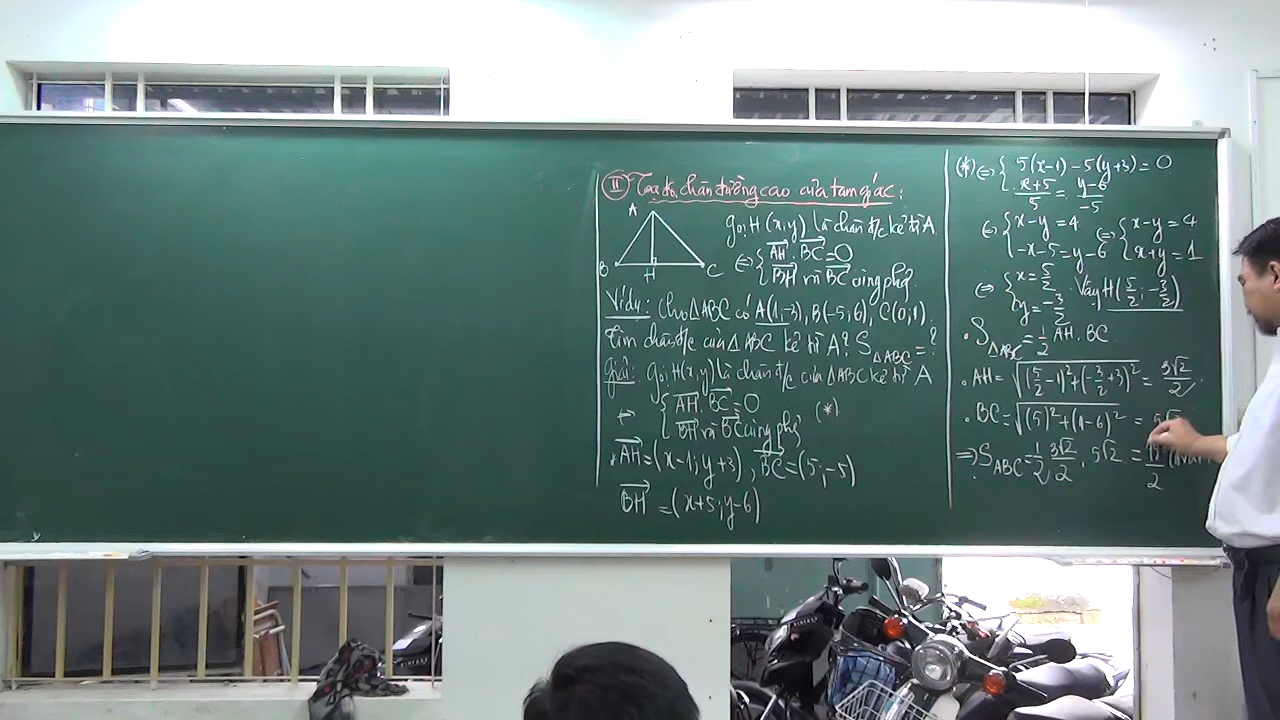 II Tọa độ chân đường cao của tam giác:
A
B
H
C
Gọi H(x,y) là chân đ/c kẻ từ A.
⇔ { AH⃗ . BC⃗ = 0
BH⃗ và BC⃗ cùng phg
Ví dụ: Cho △ABC có A(1,-3), B(-5;6), C(0;1).
Tìm chân đ/c của △ABC kẻ từ A? S△ABC = ?
Giải: Gọi H(x,y) là chân đ/c của △ABC kẻ từ A
⇔ { AH⃗ . BC⃗ = 0
BH⃗ và BC⃗ cùng phg (*)
AH⃗ = (x-1; y+3), BC⃗ = (5;-5)
BH⃗ = (x+5; y-6)
(*) ⇔ { 5(x-1) - 5(y+3) = 0
x+5/5 = y-6/-5
⇔ { x-y = 4 ⇔ { x-y = 4
-x-5 = y-6 x+y = 1
⇔ { x = 5/2 Vậy H(5/2; -3/2)
y = -3/2
• S△ABC = 1/2 AH . BC
• AH = √((5/2 - 1)² + (-3/2 + 3)²) = 3√2/2
• BC = √((5)² + (1-6)²) = 5√2
⇒ S ABC = 1/2 . 3√2/2 . 5√2 = 15/2